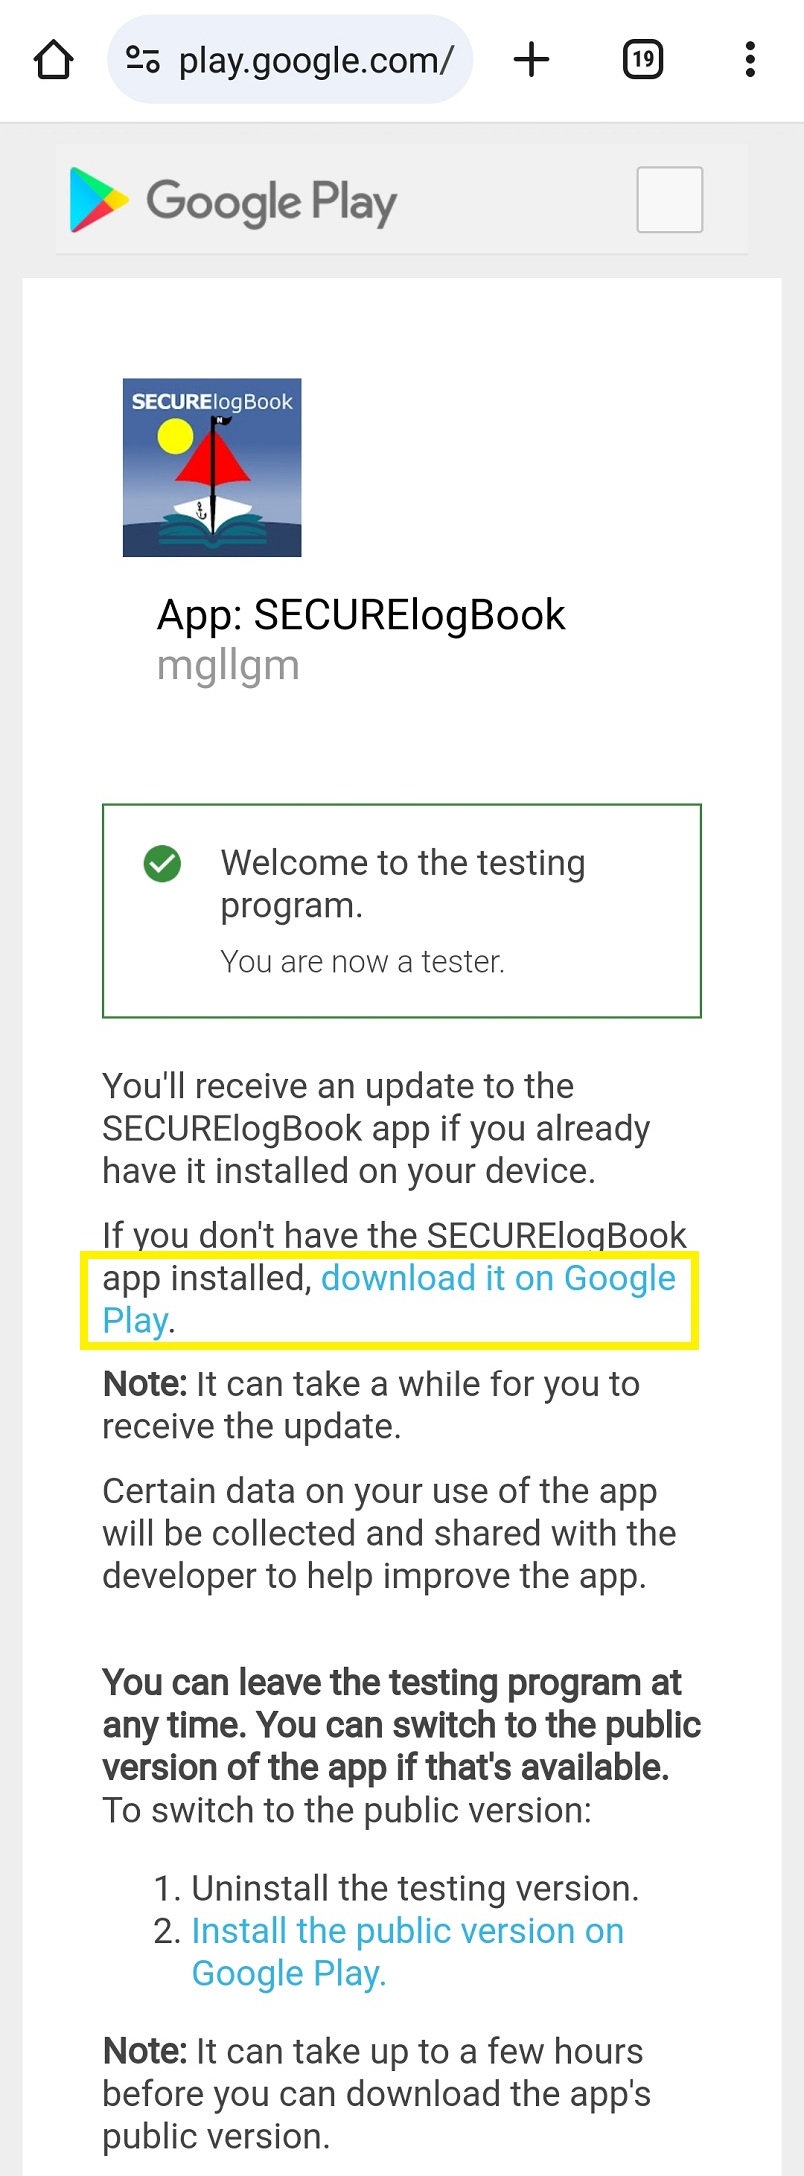 play.google.com/
19
Google Play
SECURElogBook
N
App: SECURElogBook
mgllgm
Welcome to the testing
program.
You are now a tester.
You'll receive an update to the
SECURElogBook app if you already
have it installed on your device.
If you don't have the SECURElogBook
app installed, download it on Google
Play.
Note: It can take a while for you to
receive the update.
Certain data on your use of the app
will be collected and shared with the
developer to help improve the app.
You can leave the testing program at
any time. You can switch to the public
version of the app if that's available.
To switch to the public version:
1. Uninstall the testing version.
2. Install the public version on
Google Play.
Note: It can take up to a few hours
before you can download the app's
public version.